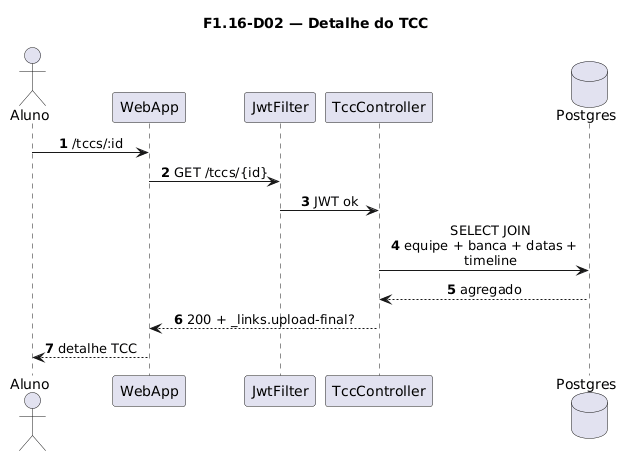 F1.16-D02 — Detalhe do TCC
Aluno
WebApp
JwtFilter
TccController
Postgres
1 /tccs/:id
2 GET /tccs/{id}
3 JWT ok
SELECT JOIN
4 equipe + banca + datas +
timeline
5 agregado
6 200 + _links.upload-final?
7 detalhe TCC
Aluno
WebApp
JwtFilter
TccController
Postgres